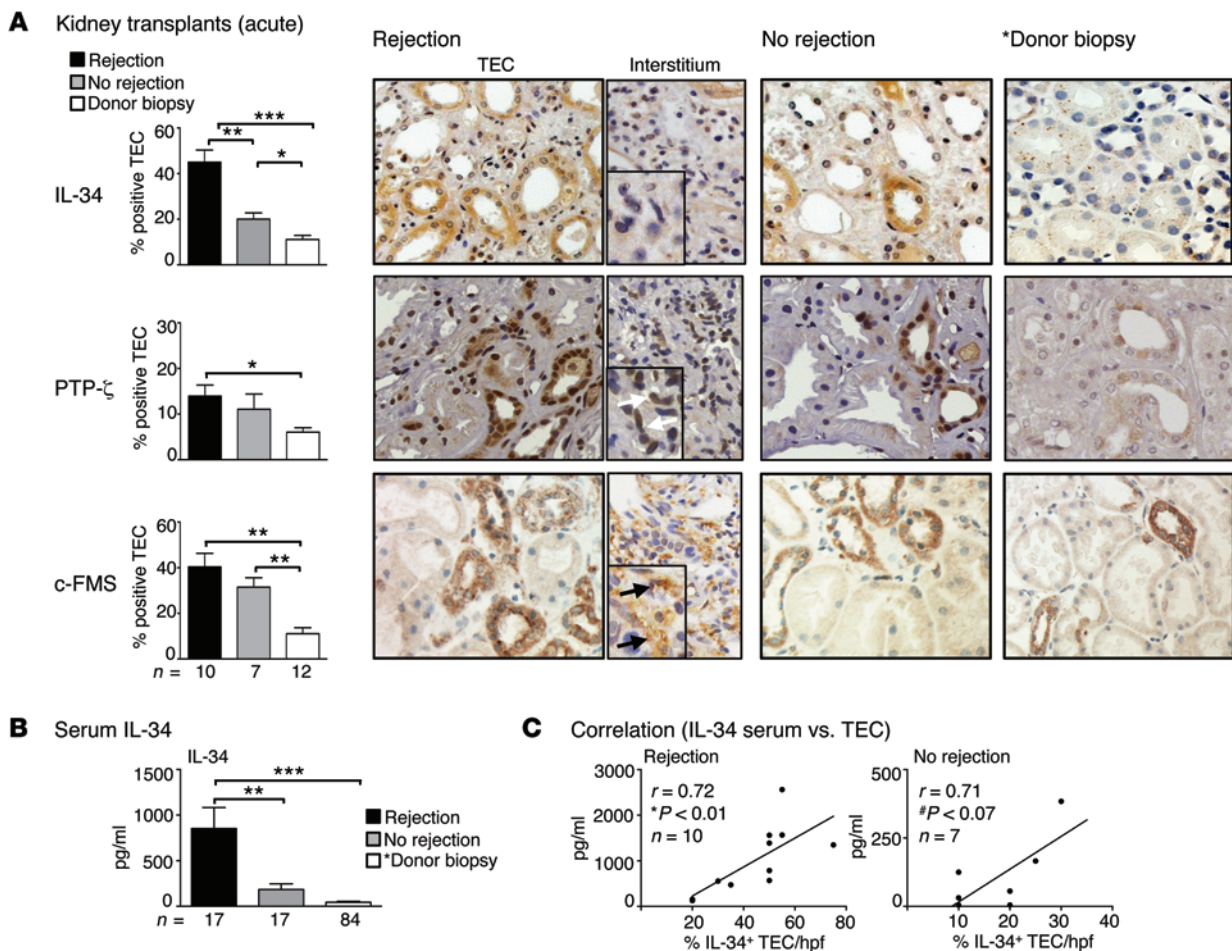 A Kidney transplants (acute)
Rejection
No rejection
Donor biopsy
Rejection
TEC
Interstitium
No rejection
*Donor biopsy
IL-34
% positive TEC
60
40
20
0
***
**
*
PTP-ζ
% positive TEC
30
20
10
0
*
c-FMS
% positive TEC
60
40
20
0
**
**
n = 10 7 12
B Serum IL-34
IL-34
pg/ml
1500
1000
500
0
***
**
n = 17 17 84
Rejection
No rejection
*Donor biopsy
C Correlation (IL-34 serum vs. TEC)
Rejection
pg/ml
3000
2000
1000
0
r = 0.72
*P < 0.01
n = 10
0 20 40 60 80
% IL-34+ TEC/hpf
No rejection
pg/ml
500
250
0
r = 0.71
#P < 0.07
n = 7
10 20 30 40
% IL-34+ TEC/hpf